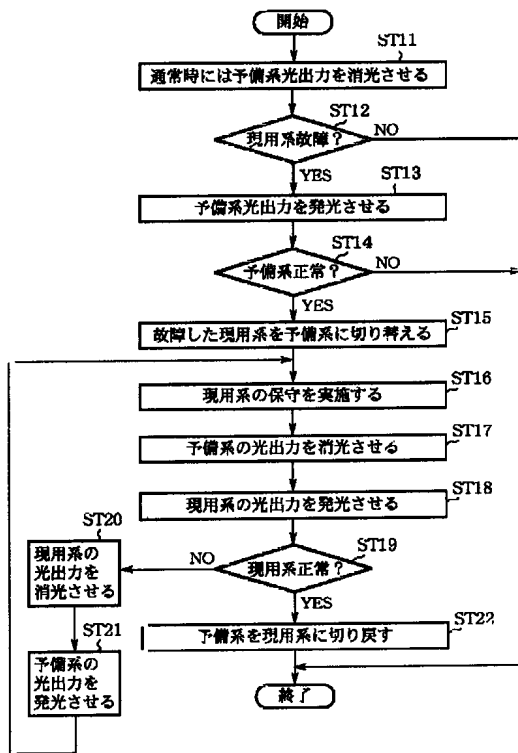 開始
ST11
通常時には予備系光出力を消光させる
ST12
現用系故障？
NO
YES
ST13
予備系光出力を発光させる
ST14
予備系正常？
NO
YES
ST15
故障した現用系を予備系に切り替える
ST16
現用系の保守を実施する
ST17
予備系の光出力を消光させる
ST18
現用系の光出力を発光させる
ST19
現用系正常？
NO
YES
ST20
現用系の
光出力を
消光させる
ST21
予備系の
光出力を
発光させる
ST22
予備系を現用系に切り戻す
終了